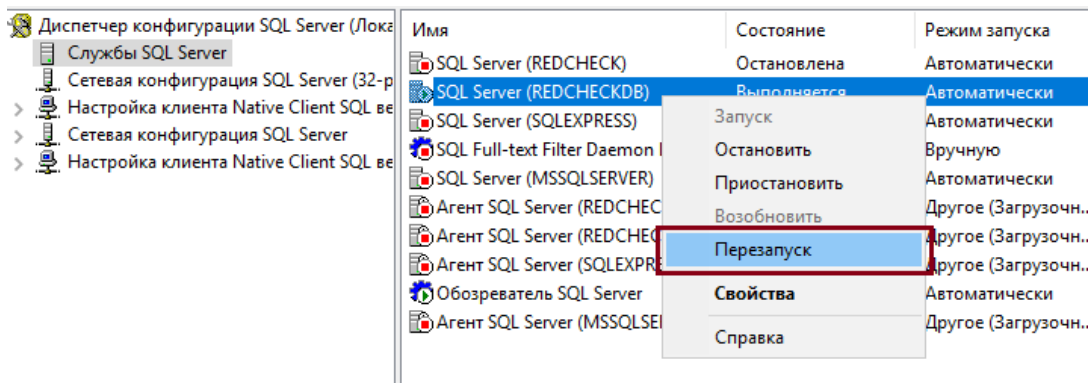 Диспетчер конфигурации SQL Server (Лока
Службы SQL Server
Сетевая конфигурация SQL Server (32-р
Настройка клиента Native Client SQL ве
Сетевая конфигурация SQL Server
Настройка клиента Native Client SQL ве
Имя Состояние Режим запуска
SQL Server (REDCHECK) Остановлена Автоматически
SQL Server (REDCHECKDB) Выполняется Автоматически
SQL Server (SQLEXPRESS) Автоматически
SQL Full-text Filter Daemon Вручную
SQL Server (MSSQLSERVER) Автоматически
Агент SQL Server (REDCHEC Другое (Загрузочн..
Агент SQL Server (REDCHEC Другое (Загрузочн..
Агент SQL Server (SQLEXPRE Другое (Загрузочн..
Обозреватель SQL Server Автоматически
Агент SQL Server (MSSQLSE Другое (Загрузочн..
Запуск
Остановить
Приостановить
Возобновить
Перезапуск
Свойства
Справка